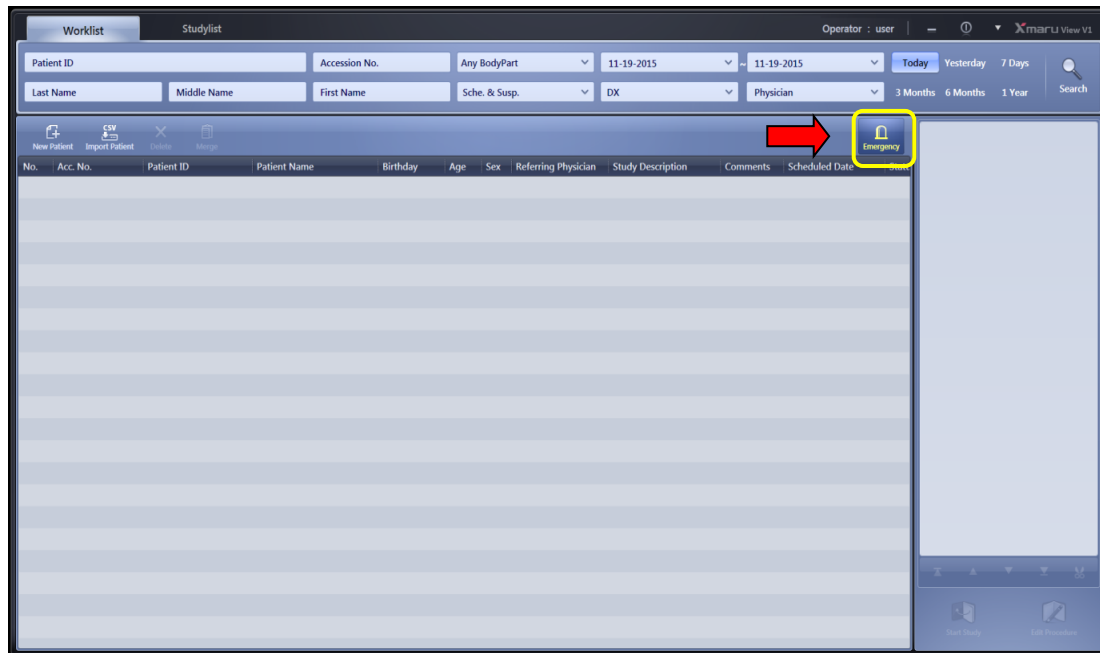 Worklist Studylist Operator : user Xmaru View V1
Patient ID Accession No. Any BodyPart 11-19-2015 ~ 11-19-2015 Today Yesterday 7 Days
Last Name Middle Name First Name Sche. & Susp. DX Physician 3 Months 6 Months 1 Year Search
CSV
New Patient Import Patient Delete Merge Emergency
No. Acc. No. Patient ID Patient Name Birthday Age Sex Referring Physician Study Description Comments Scheduled Date
Start Study Edit Procedure